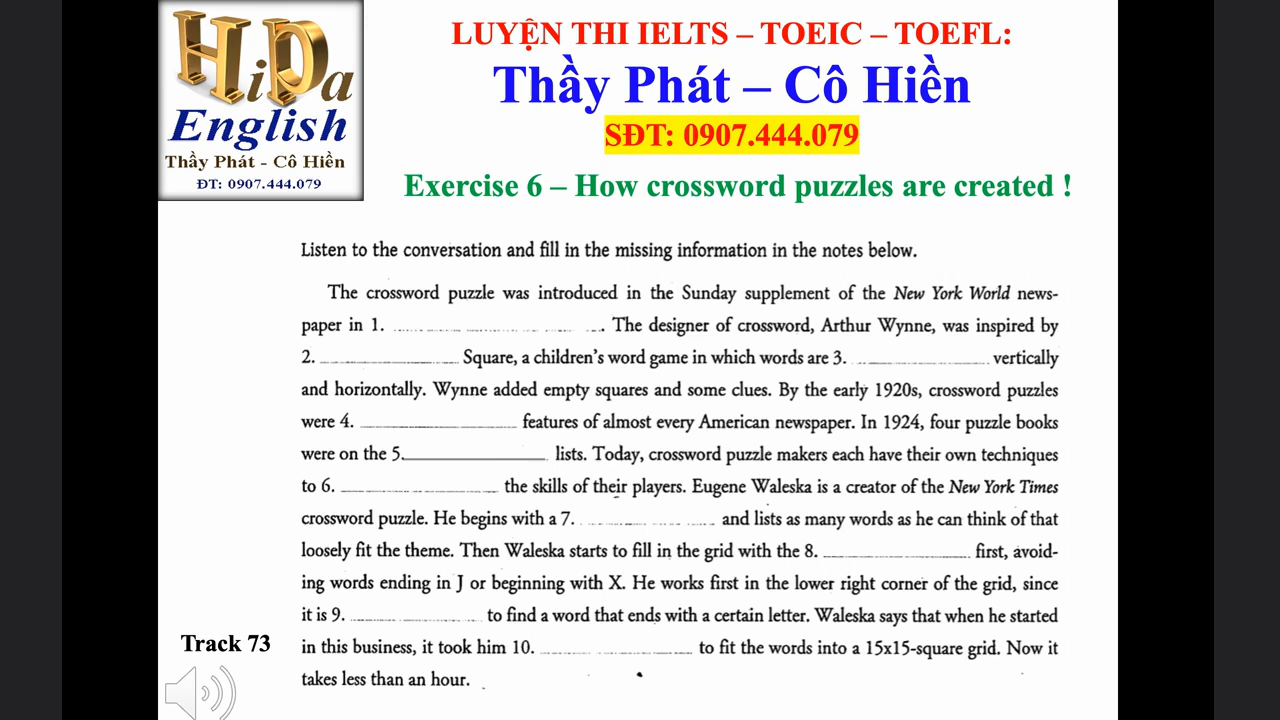 HiDa
English
Thầy Phát - Cô Hiền
ĐT: 0907.444.079
LUYỆN THI IELTS – TOEIC – TOEFL:
Thầy Phát – Cô Hiền
SĐT: 0907.444.079
Exercise 6 – How crossword puzzles are created !
Listen to the conversation and fill in the missing information in the notes below.
The crossword puzzle was introduced in the Sunday supplement of the New York World news-
paper in 1. ____________. The designer of crossword, Arthur Wynne, was inspired by
2. ____________ Square, a children's word game in which words are 3. ____________ vertically
and horizontally. Wynne added empty squares and some clues. By the early 1920s, crossword puzzles
were 4. ____________ features of almost every American newspaper. In 1924, four puzzle books
were on the 5.____________ lists. Today, crossword puzzle makers each have their own techniques
to 6. ____________ the skills of their players. Eugene Waleska is a creator of the New York Times
crossword puzzle. He begins with a 7. ____________ and lists as many words as he can think of that
loosely fit the theme. Then Waleska starts to fill in the grid with the 8. ____________ first, avoid-
ing words ending in J or beginning with X. He works first in the lower right corner of the grid, since
it is 9. ____________ to find a word that ends with a certain letter. Waleska says that when he started
in this business, it took him 10. ____________ to fit the words into a 15x15-square grid. Now it
takes less than an hour.
Track 73